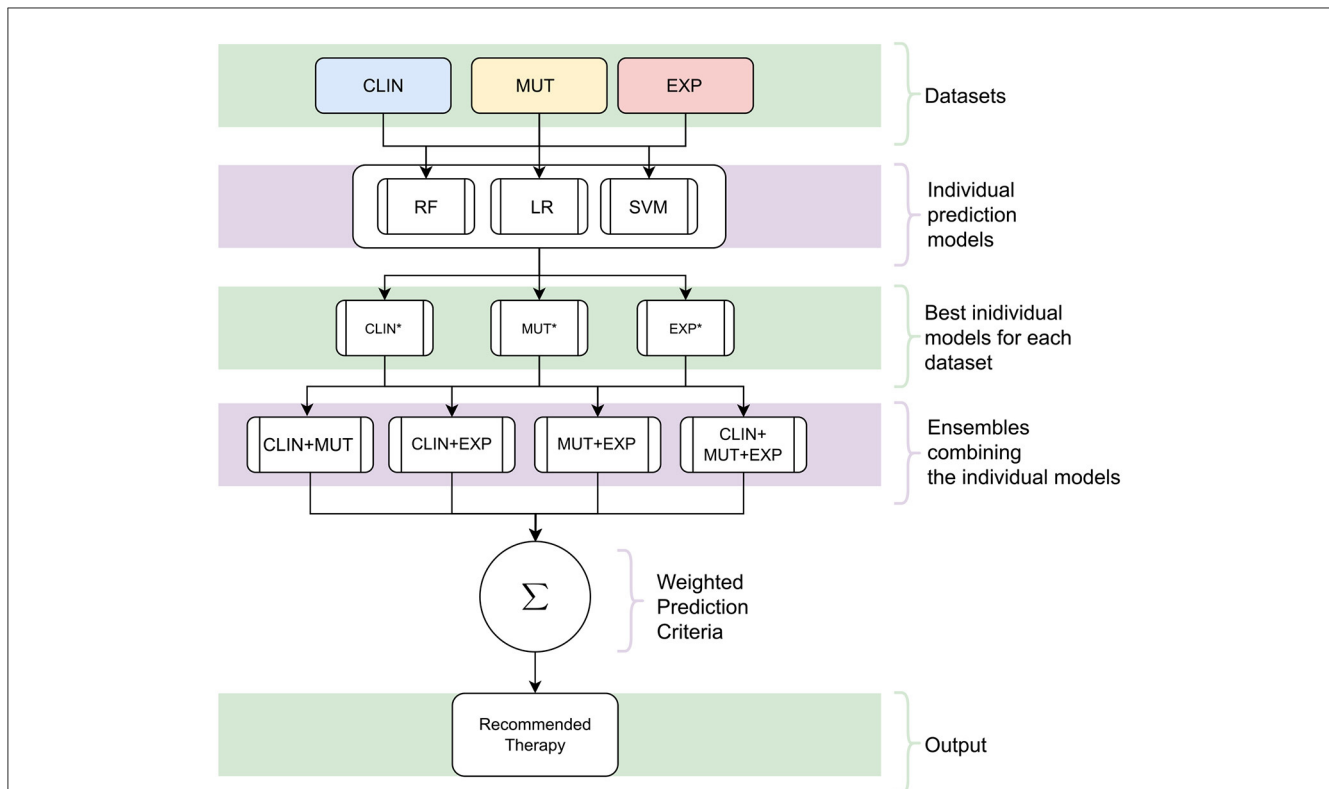 CLIN
MUT
EXP
Datasets
RF
LR
SVM
Individual
prediction
models
CLIN*
MUT*
EXP*
Best inidividual
models for each
dataset
CLIN+MUT
CLIN+EXP
MUT+EXP
CLIN+
MUT+EXP
Ensembles
combining
the individual models
Σ
Weighted
Prediction
Criteria
Recommended
Therapy
Output